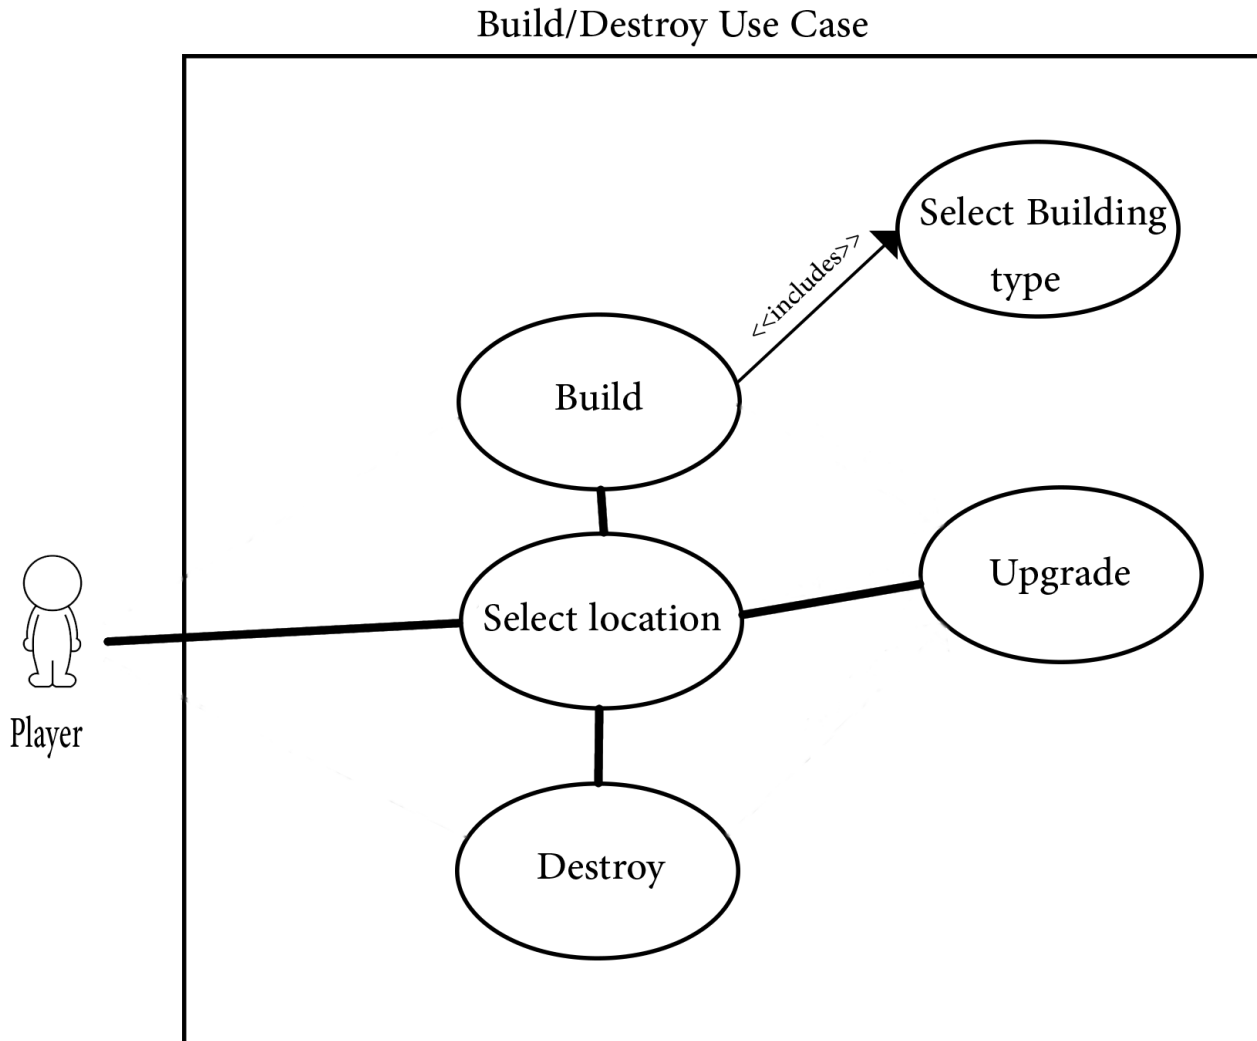 Build/Destroy Use Case
Select Building
type
<<includes>>
Build
Upgrade
Select location
Player
Destroy